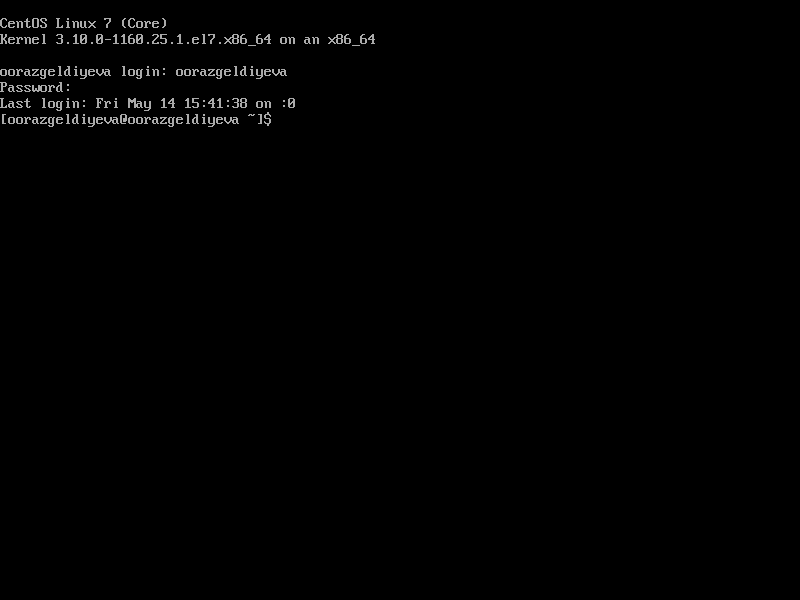 CentOS Linux 7 (Core)
Kernel 3.10.0-1160.25.1.el7.x86_64 on an x86_64
oorazgeldiyeva login: oorazgeldiyeva
Password:
Last login: Fri May 14 15:41:38 on :0
[oorazgeldiyeva@oorazgeldiyeva ~]$